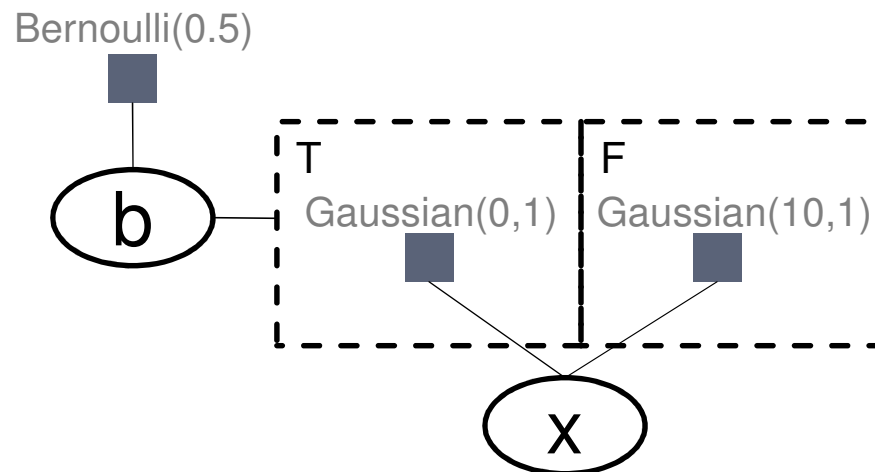 Bernoulli(0.5)
T
F
Gaussian(0,1)
Gaussian(10,1)
b
x